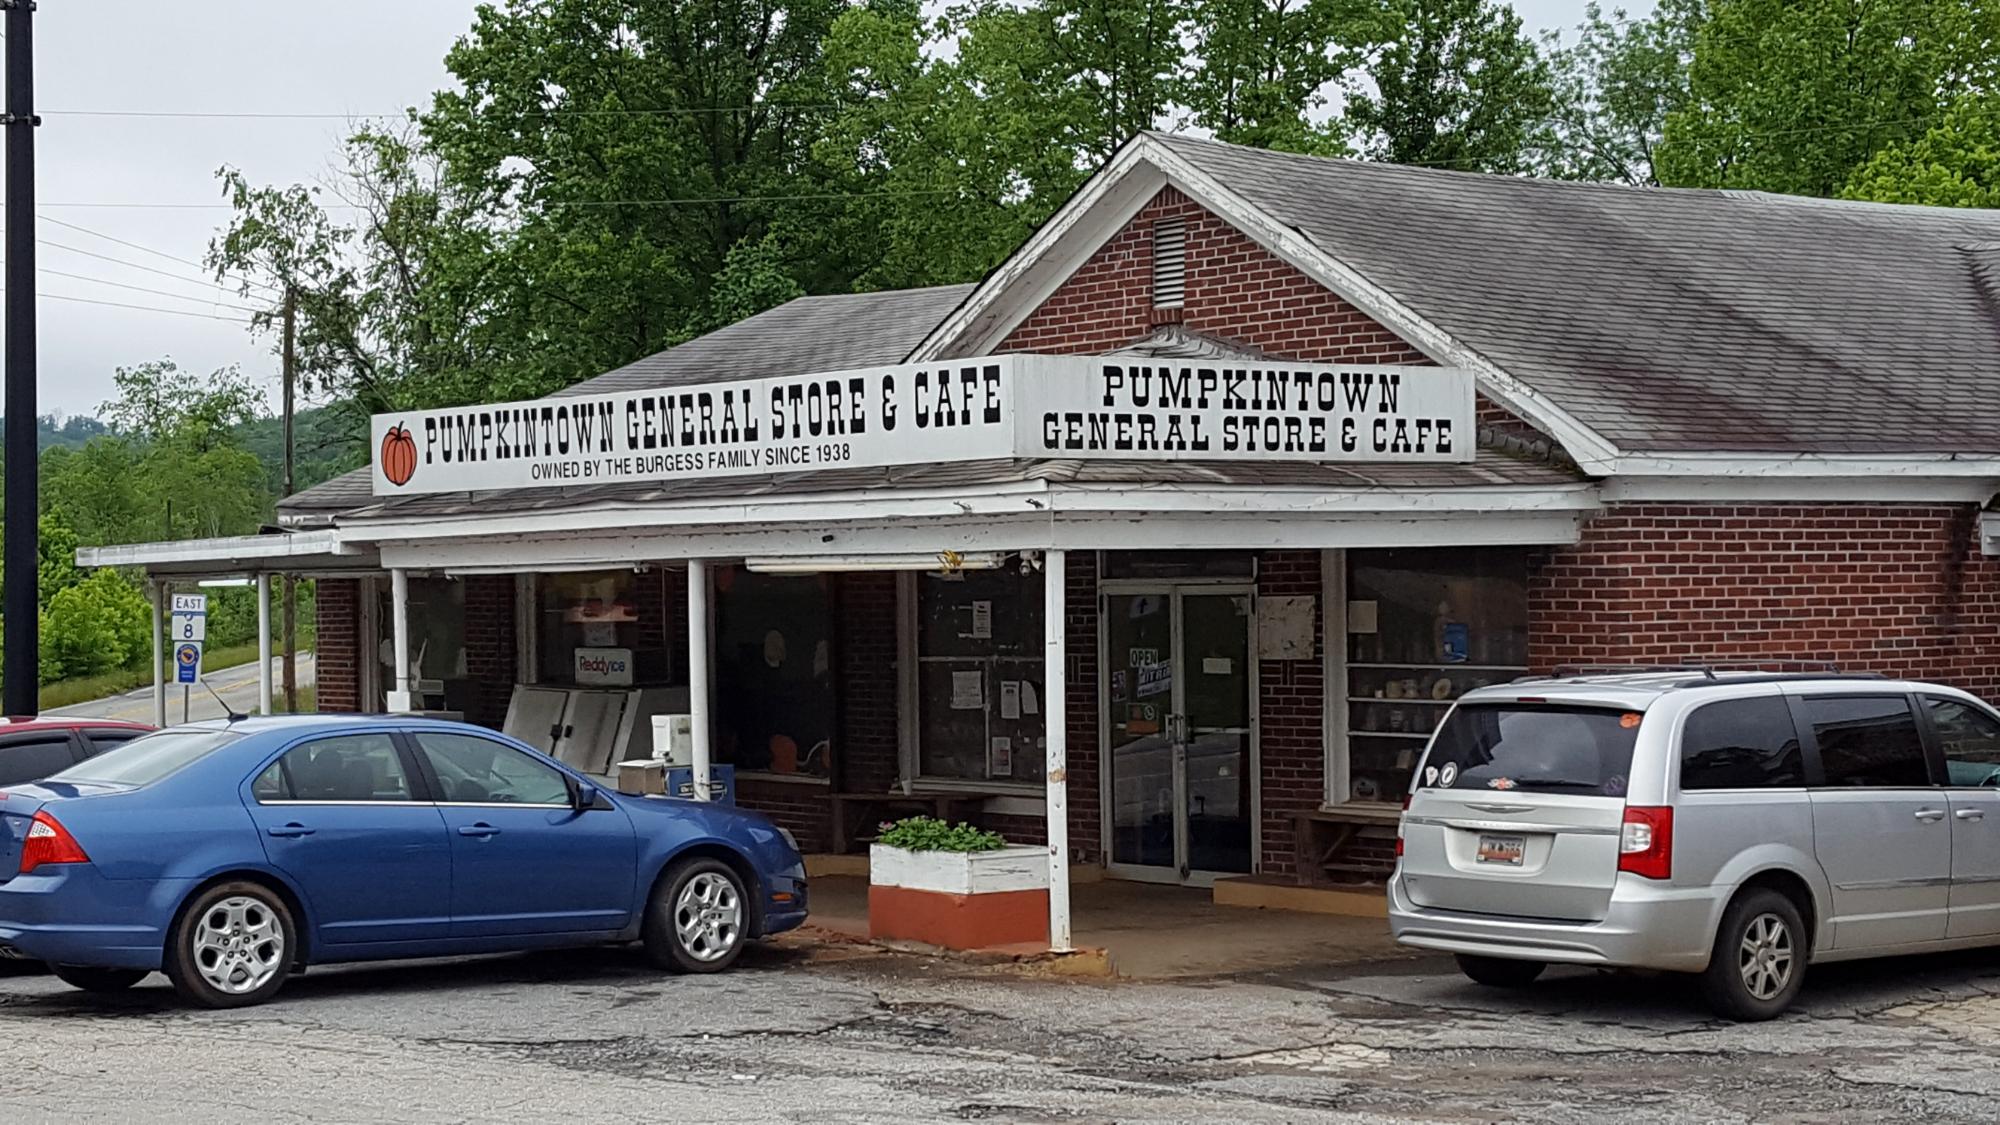 PUMPKINTOWN GENERAL STORE & CAFE
OWNED BY THE BURGESS FAMILY SINCE 1938
PUMPKINTOWN
GENERAL STORE & CAFE
EAST
8
Reddy ice
OPEN